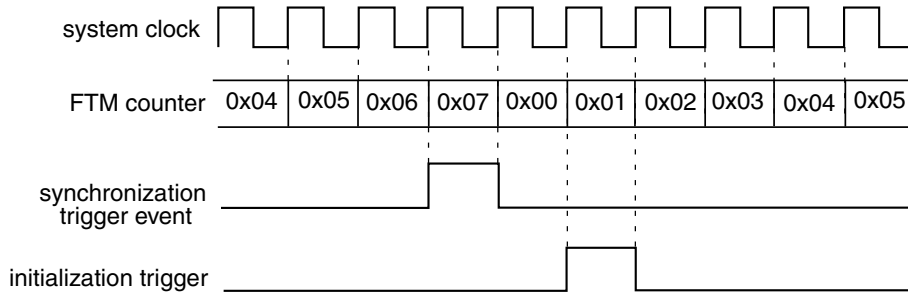 system clock
FTM counter 0x04 0x05 0x06 0x07 0x00 0x01 0x02 0x03 0x04 0x05
synchronization
trigger event
initialization trigger